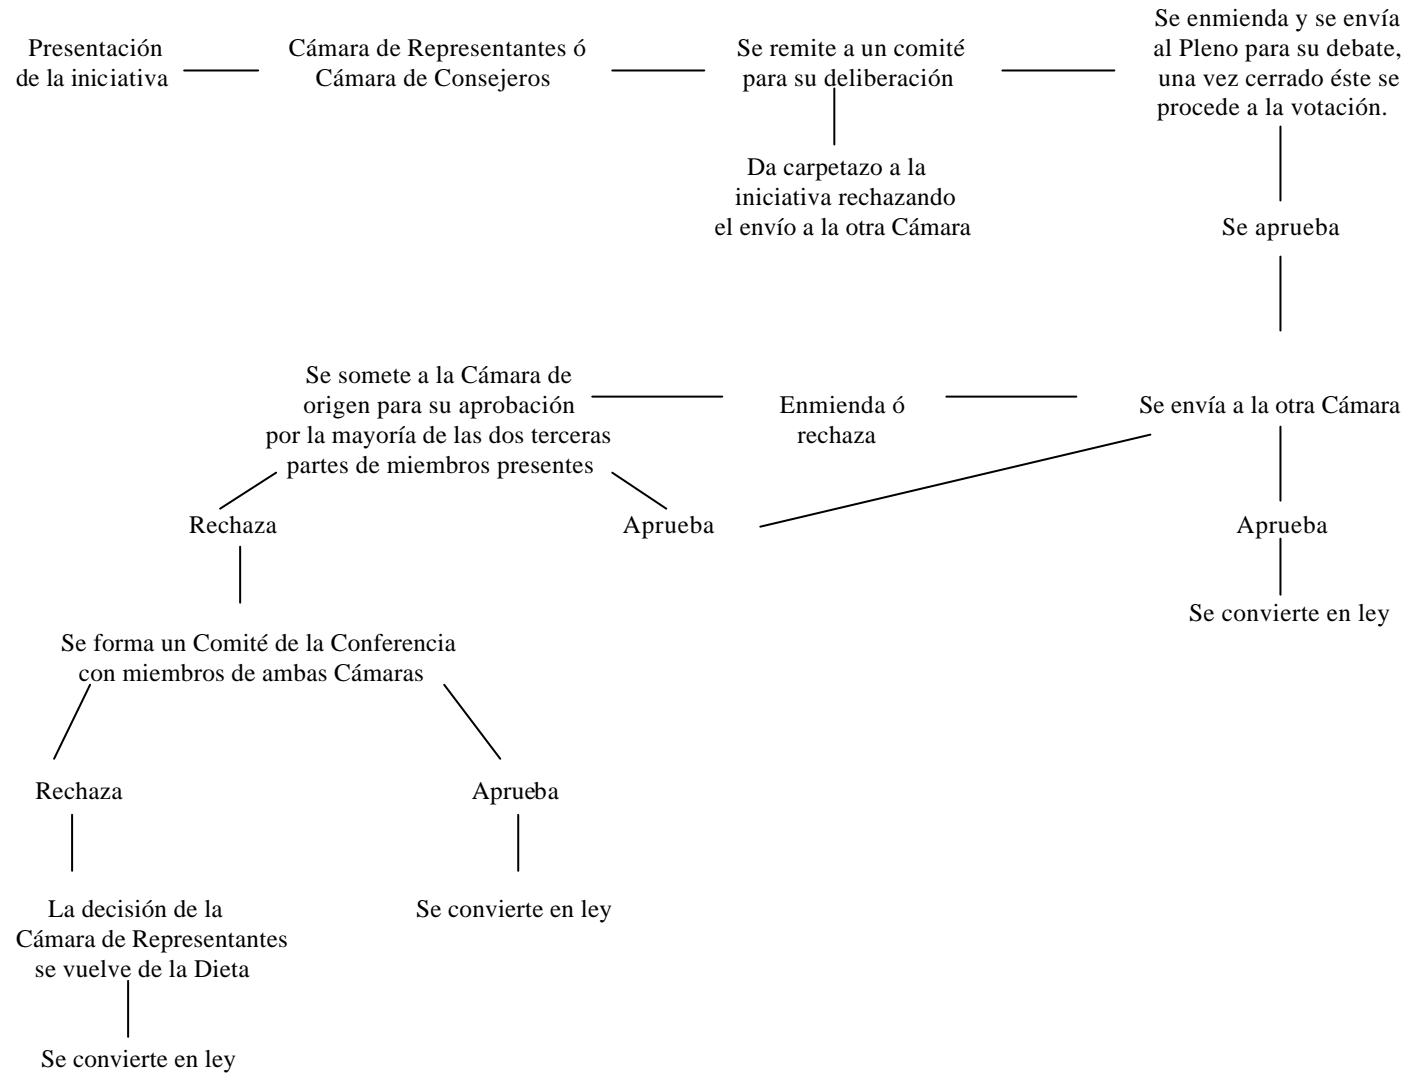 Presentación
de la iniciativa
Cámara de Representantes ó
Cámara de Consejeros
Se remite a un comité
para su deliberación
Se enmienda y se envía
al Pleno para su debate,
una vez cerrado éste se
procede a la votación.
Da carpetazo a la
iniciativa rechazando
el envío a la otra Cámara
Se aprueba
Se somete a la Cámara de
origen para su aprobación
por la mayoría de las dos terceras
partes de miembros presentes
Enmienda ó
rechaza
Se envía a la otra Cámara
Rechaza
Aprueba
Aprueba
Se convierte en ley
Se forma un Comité de la Conferencia
con miembros de ambas Cámaras
Rechaza
Aprueba
La decisión de la
Cámara de Representantes
se vuelve de la Dieta
Se convierte en ley
Se convierte en ley